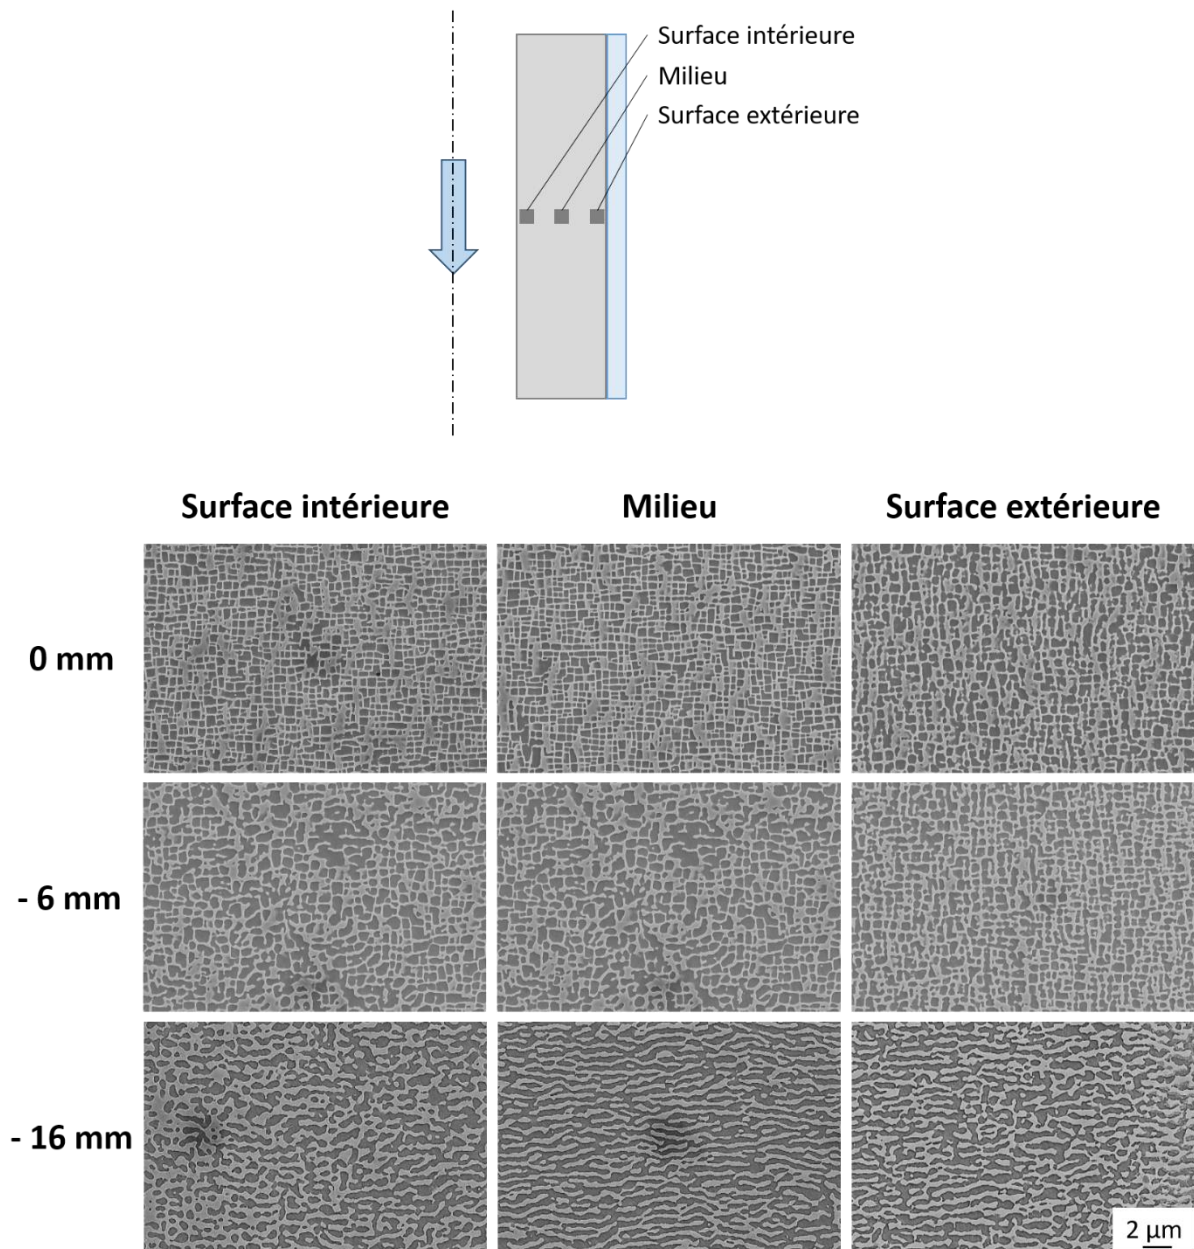 Surface intérieure
Milieu
Surface extérieure
Surface intérieure Milieu Surface extérieure
0 mm
- 6 mm
- 16 mm
2 µm